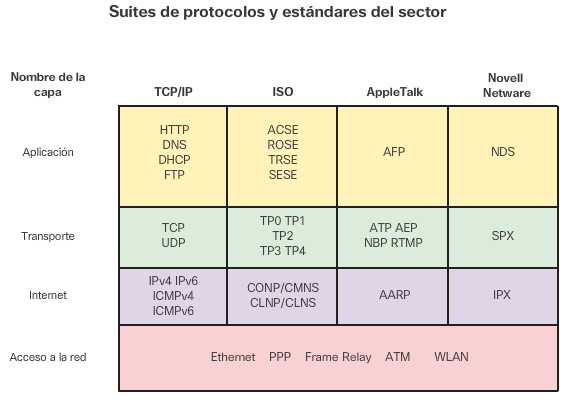 Suites de protocolos y estándares del sector
Nombre de la
capa
TCP/IP
ISO
AppleTalk
Novell
Netware
Aplicación
HTTP
DNS
DHCP
FTP
ACSE
ROSE
TRSE
SESE
AFP
NDS
Transporte
TCP
UDP
TP0 TP1
TP2
TP3 TP4
ATP AEP
NBP RTMP
SPX
Internet
IPv4 IPv6
ICMPv4
ICMPv6
CONP/CMNS
CLNP/CLNS
AARP
IPX
Acceso a la red
Ethernet PPP Frame Relay ATM WLAN